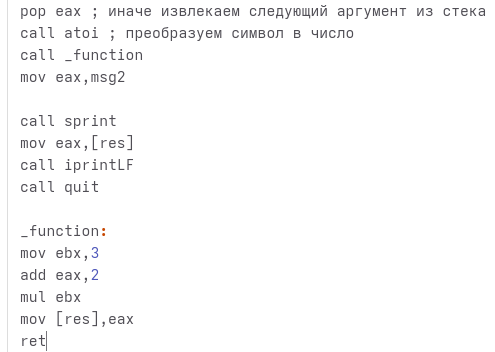 pop eax ; иначе извлекаем следующий аргумент из стека
call atoi ; преобразуем символ в число
call _function
mov eax,msg2
call sprint
mov eax,[res]
call iprintLF
call quit
_function:
mov ebx,3
add eax,2
mul ebx
mov [res],eax
ret